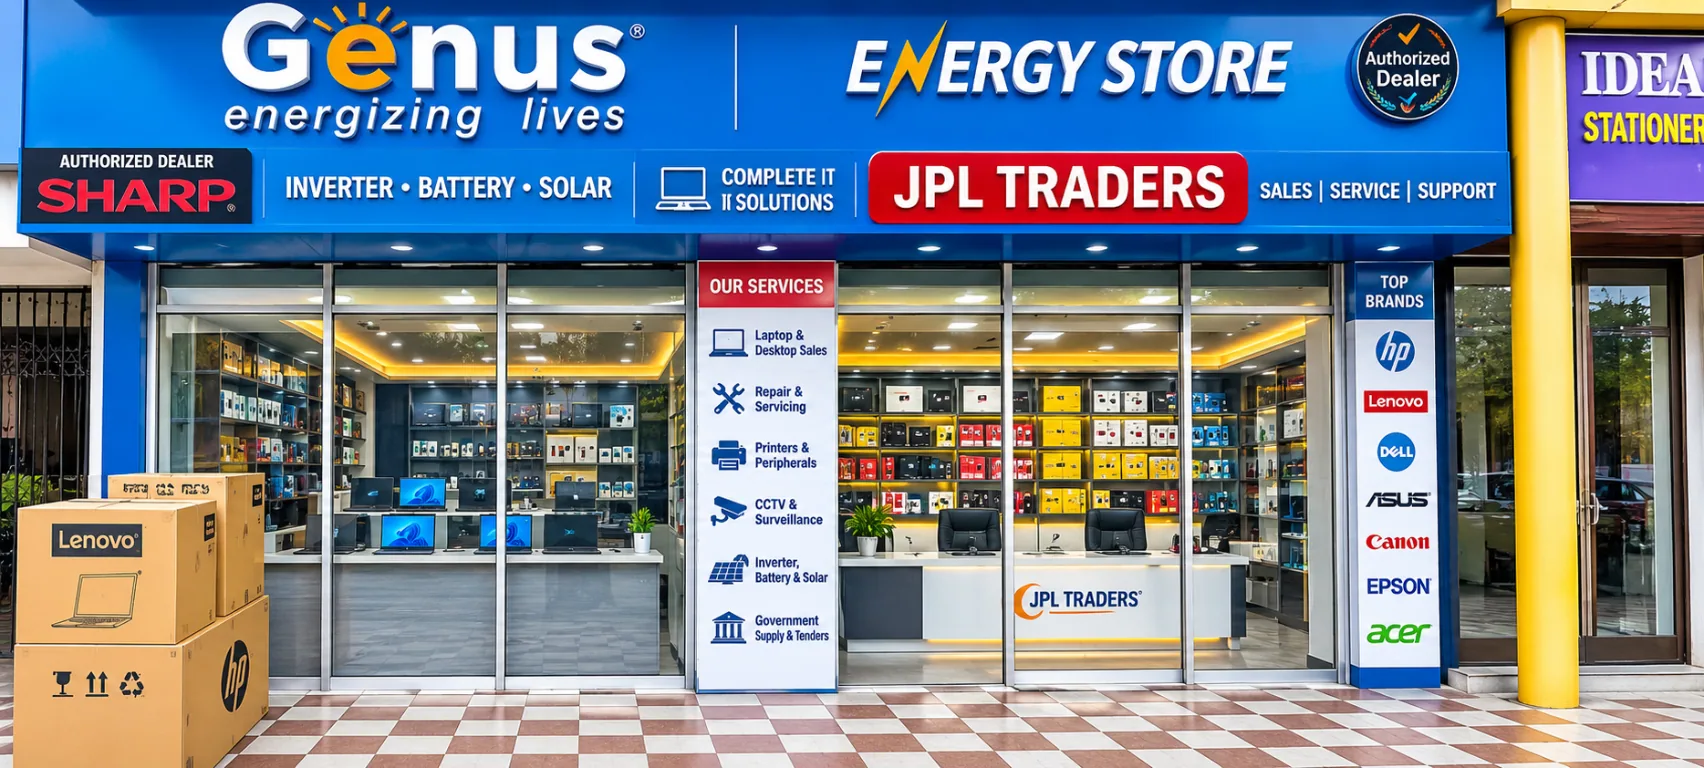 Genus®
energizing lives
ENERGY STORE
Authorized
Dealer
IDEA
STATIONER
AUTHORIZED DEALER
SHARP®
INVERTER • BATTERY • SOLAR
COMPLETE IT
IT SOLUTIONS
JPL TRADERS
SALES | SERVICE | SUPPORT
OUR SERVICES
Laptop &
Desktop Sales
Repair &
Servicing
Printers &
Peripherals
CCTV &
Surveillance
Inverter,
Battery & Solar
Government
Supply & Tenders
TOP
BRANDS
hp
Lenovo
DELL
ASUS
Canon
EPSON
acer
JPL TRADERS
Lenovo
hp